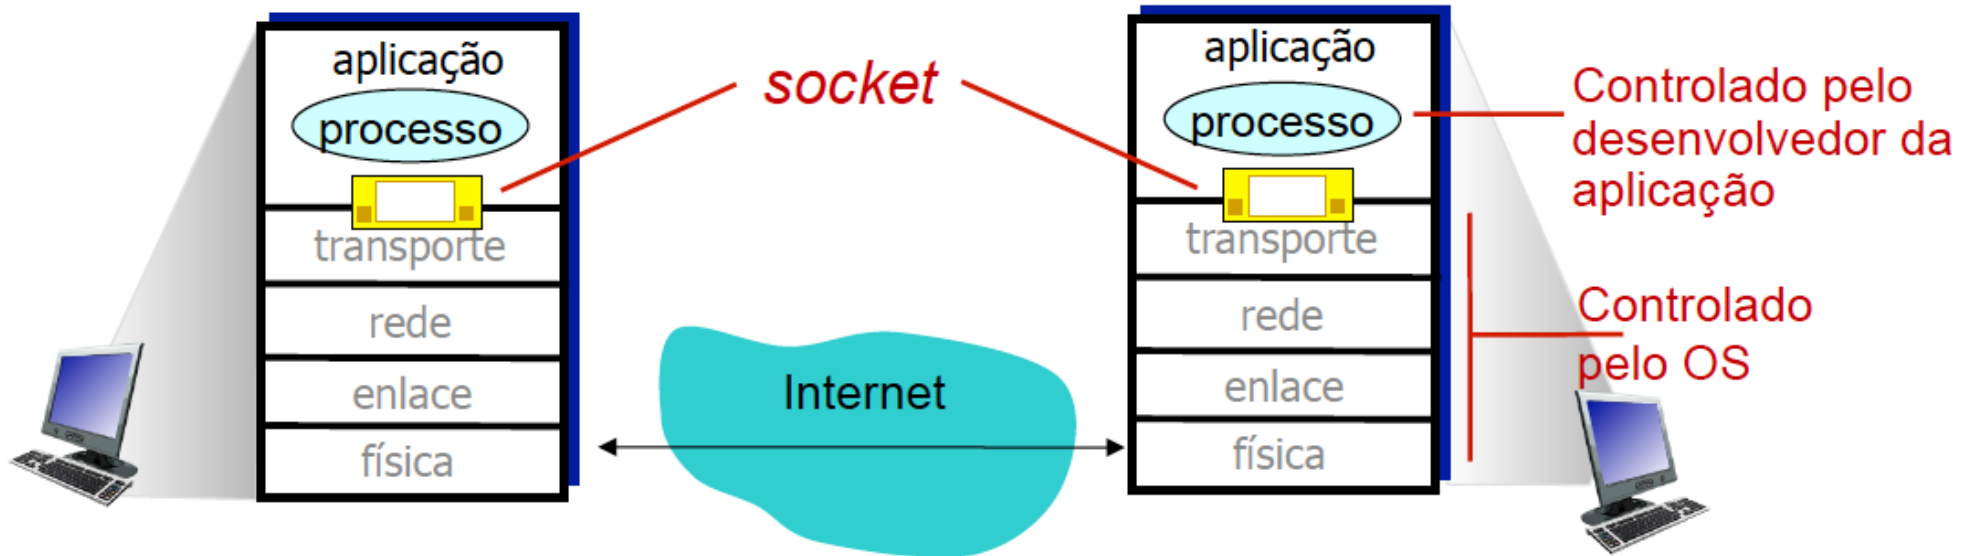 aplicação
processo
transporte
rede
enlace
física
socket
Internet
aplicação
processo
transporte
rede
enlace
física
Controlado pelo
desenvolvedor da
aplicação
Controlado
pelo OS